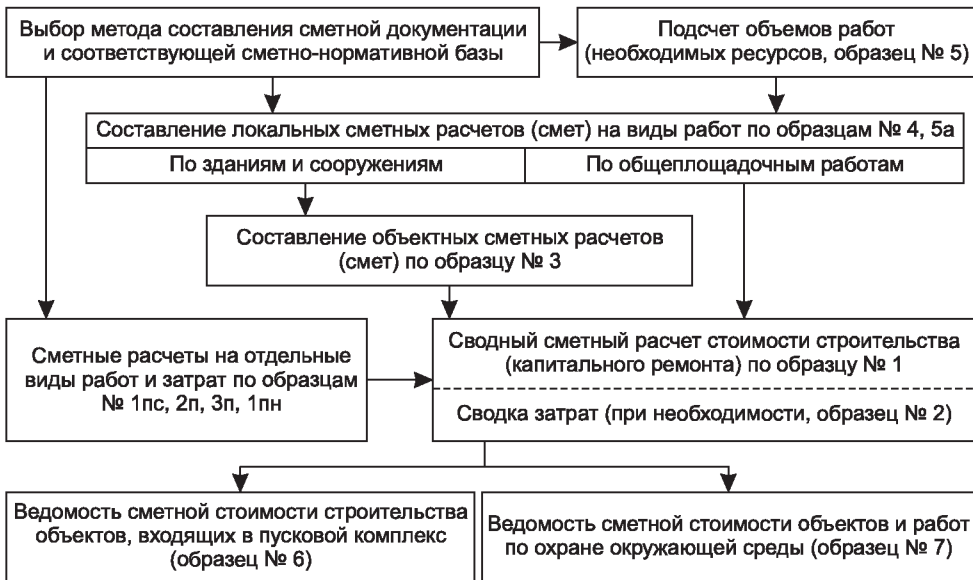 Выбор метода составления сметной документации
и соответствующей сметно-нормативной базы
Подсчет объемов работ
(необходимых ресурсов, образец № 5)
Составление локальных сметных расчетов (смет) на виды работ по образцам № 4, 5а
По зданиям и сооружениям
По общеплощадочным работам
Составление объектных сметных расчетов
(смет) по образцу № 3
Сметные расчеты на отдельные
виды работ и затрат по образцам
№ 1пс, 2п, 3п, 1пн
Сводный сметный расчет стоимости строительства
(капитального ремонта) по образцу № 1
Сводка затрат (при необходимости, образец № 2)
Ведомость сметной стоимости строительства
объектов, входящих в пусковой комплекс
(образец № 6)
Ведомость сметной стоимости объектов и работ
по охране окружающей среды (образец № 7)